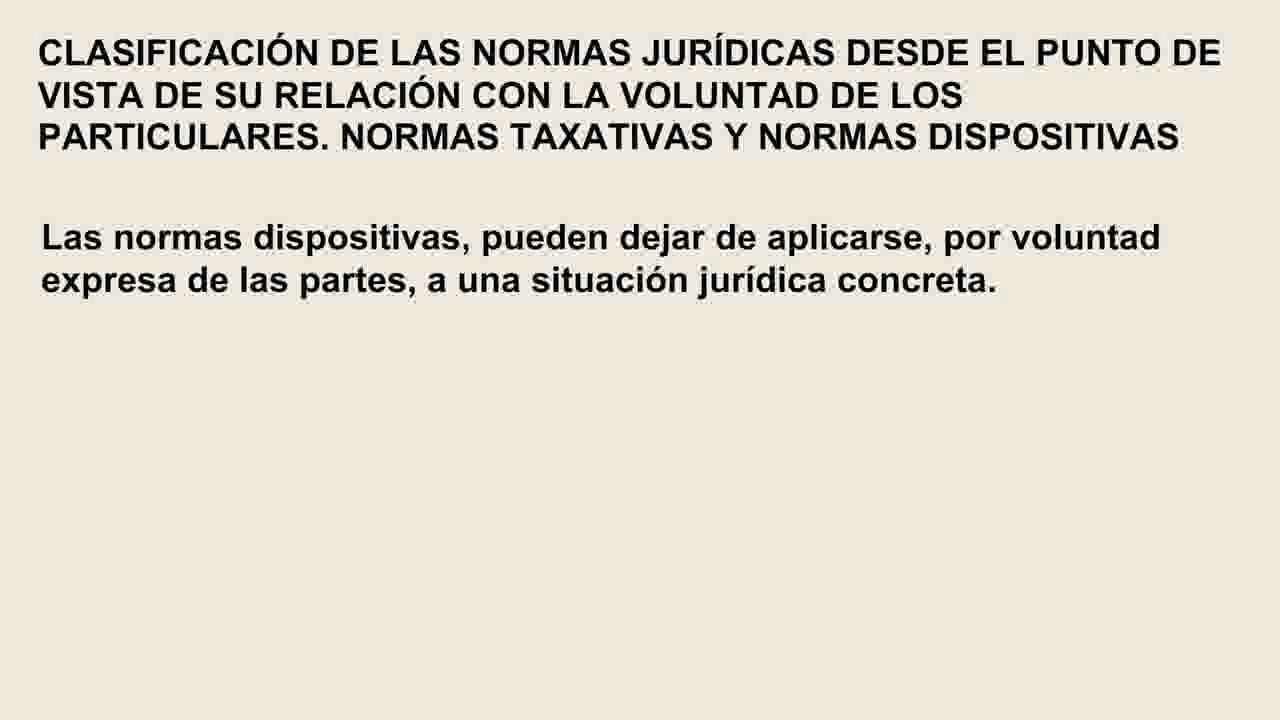 CLASIFICACIÓN DE LAS NORMAS JURÍDICAS DESDE EL PUNTO DE
VISTA DE SU RELACIÓN CON LA VOLUNTAD DE LOS
PARTICULARES. NORMAS TAXATIVAS Y NORMAS DISPOSITIVAS
Las normas dispositivas, pueden dejar de aplicarse, por voluntad
expresa de las partes, a una situación jurídica concreta.